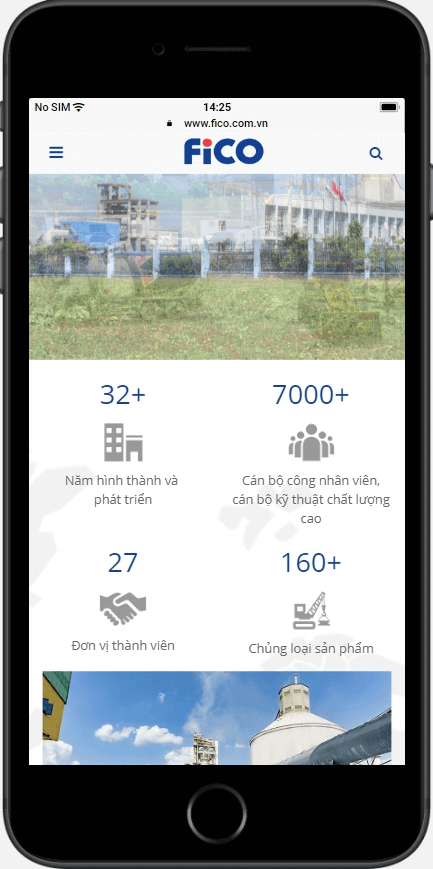 No SIM
14:25
www.fico.com.vn
FiCO
32+
7000+
Năm hình thành và
phát triển
Cán bộ công nhân viên,
cán bộ kỹ thuật chất lượng
cao
27
160+
Đơn vị thành viên
Chủng loại sản phẩm